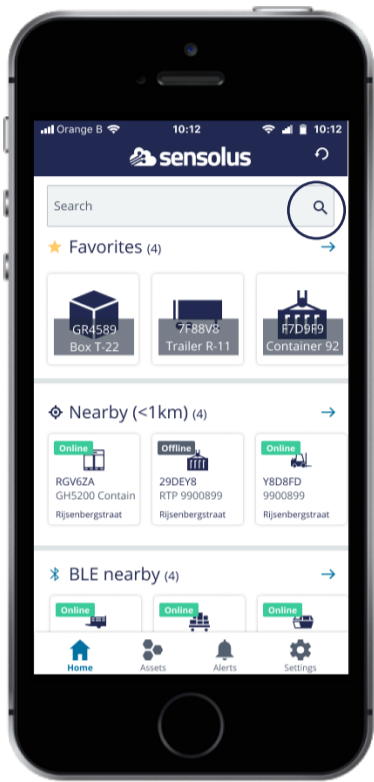 Orange B 10:12 10:12
sensolus
Search
Favorites (4)
GR4589
Box T-22
7F88V8
Trailer R-11
F7D9F9
Container 92
Nearby (<1km) (4)
Online
RGV6ZA
GH5200 Contain
Rijsenbergstraat
Offline
29DEY8
RTP 9900899
Rijsenbergstraat
Online
Y8D8FD
9900899
Rijsenbergstraat
BLE nearby (4)
Online Online Online
Home Assets Alerts Settings